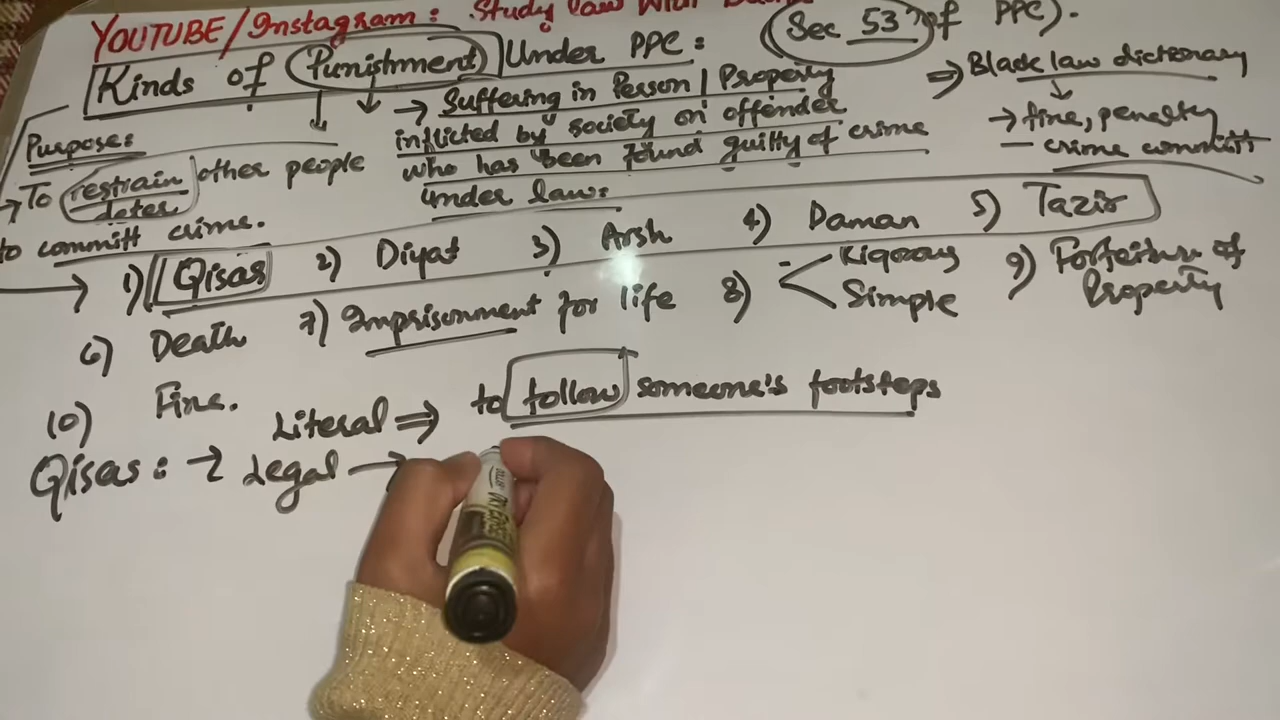 YOUTUBE/Instagram: Study law with
Kinds of Punishment Under PPC: (Sec 53 of PPC).
Purpose:
→ To restrain other people
deter
to committ crime.
→ Suffering in Person / Property
inflicted by society on offender
who has been found guilty of crime
under law:
⇒ Black law dictionary
→ fine, penalty
— crime committ
→ 1) Qisas 2) Diyat 3) Arsh 4) Daman 5) Tazir
6) Death 7) Imprisonment for life 8) Rigorous
Simple
9) Forfeiture of
Property
10) Fine.
Literal ⇒ to follow someone's footsteps
Qisas: → Legal →